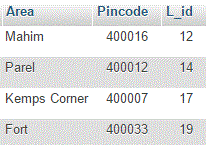 Area Pincode L_id
Mahim 400016 12
Parel 400012 14
Kemps Corner 400007 17
Fort 400033 19